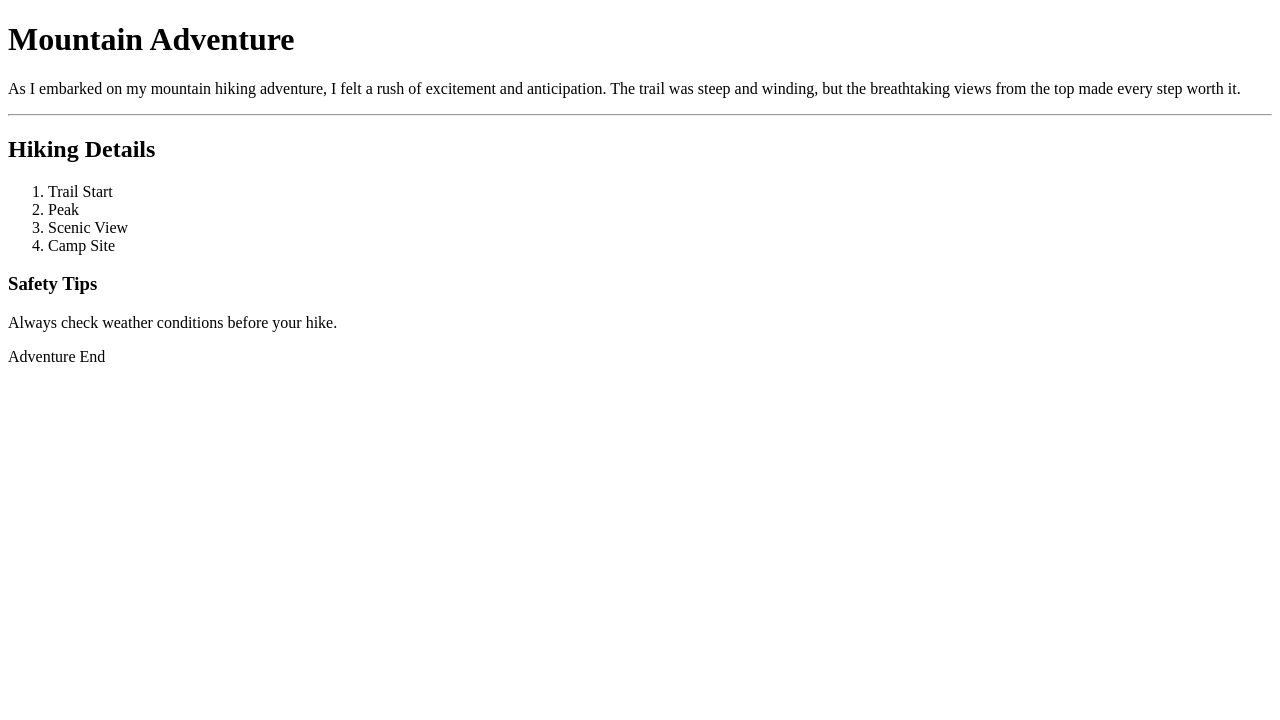 Mountain Adventure
As I embarked on my mountain hiking adventure, I felt a rush of excitement and anticipation. The trail was steep and winding, but the breathtaking views from the top made every step worth it.
Hiking Details
1. Trail Start
2. Peak
3. Scenic View
4. Camp Site
Safety Tips
Always check weather conditions before your hike.
Adventure End